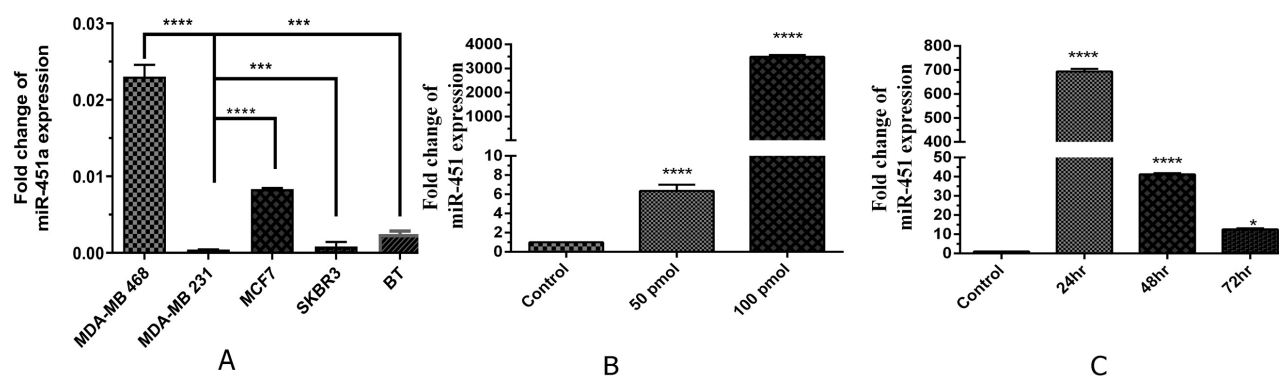 Fold change of
miR-451a expression
0.03
0.02
0.01
0.00
****
***
***
****
MDA-MB 468
MDA-MB 231
MCF7
SKBR3
BT
A
Fold change of
miR-451 expression
4000
3000
2000
1000
10
8
6
4
2
0
****
****
Control
50 pmol
100 pmol
B
Fold change of
miR-451 expression
800
700
600
500
400
50
40
30
20
10
0
****
****
*
Control
24hr
48hr
72hr
C